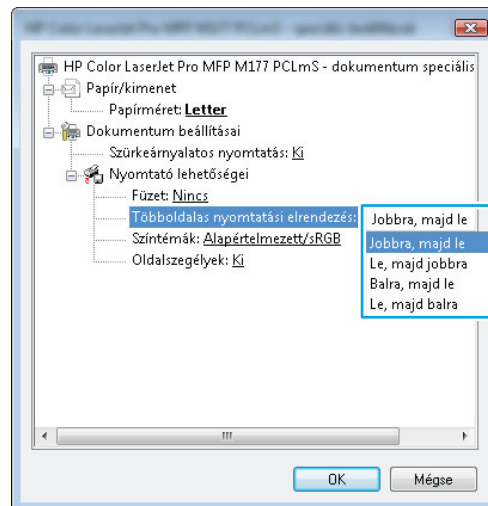 HP Color LaserJet Pro MFP M177 PCLmS - dokumentum speciális
Papír/kimenet
Papírméret: Letter
Dokumentum beállításai
Szürkeárnyalatos nyomtatás: Ki
Nyomtató lehetőségei
Füzet: Nincs
Többoldalas nyomtatási elrendezés: Jobbra, majd le
Jobbra, majd le
Színtémák: Alapértelmezett/sRGB
Le, majd jobbra
Oldalszegélyek: Ki
Balra, majd le
Le, majd balra
OK Mégse